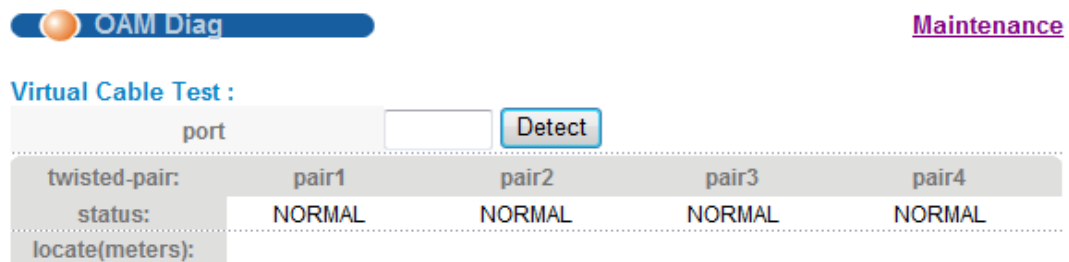 OAM Diag Maintenance
Virtual Cable Test :
port Detect
twisted-pair: pair1 pair2 pair3 pair4
status: NORMAL NORMAL NORMAL NORMAL
locate(meters):